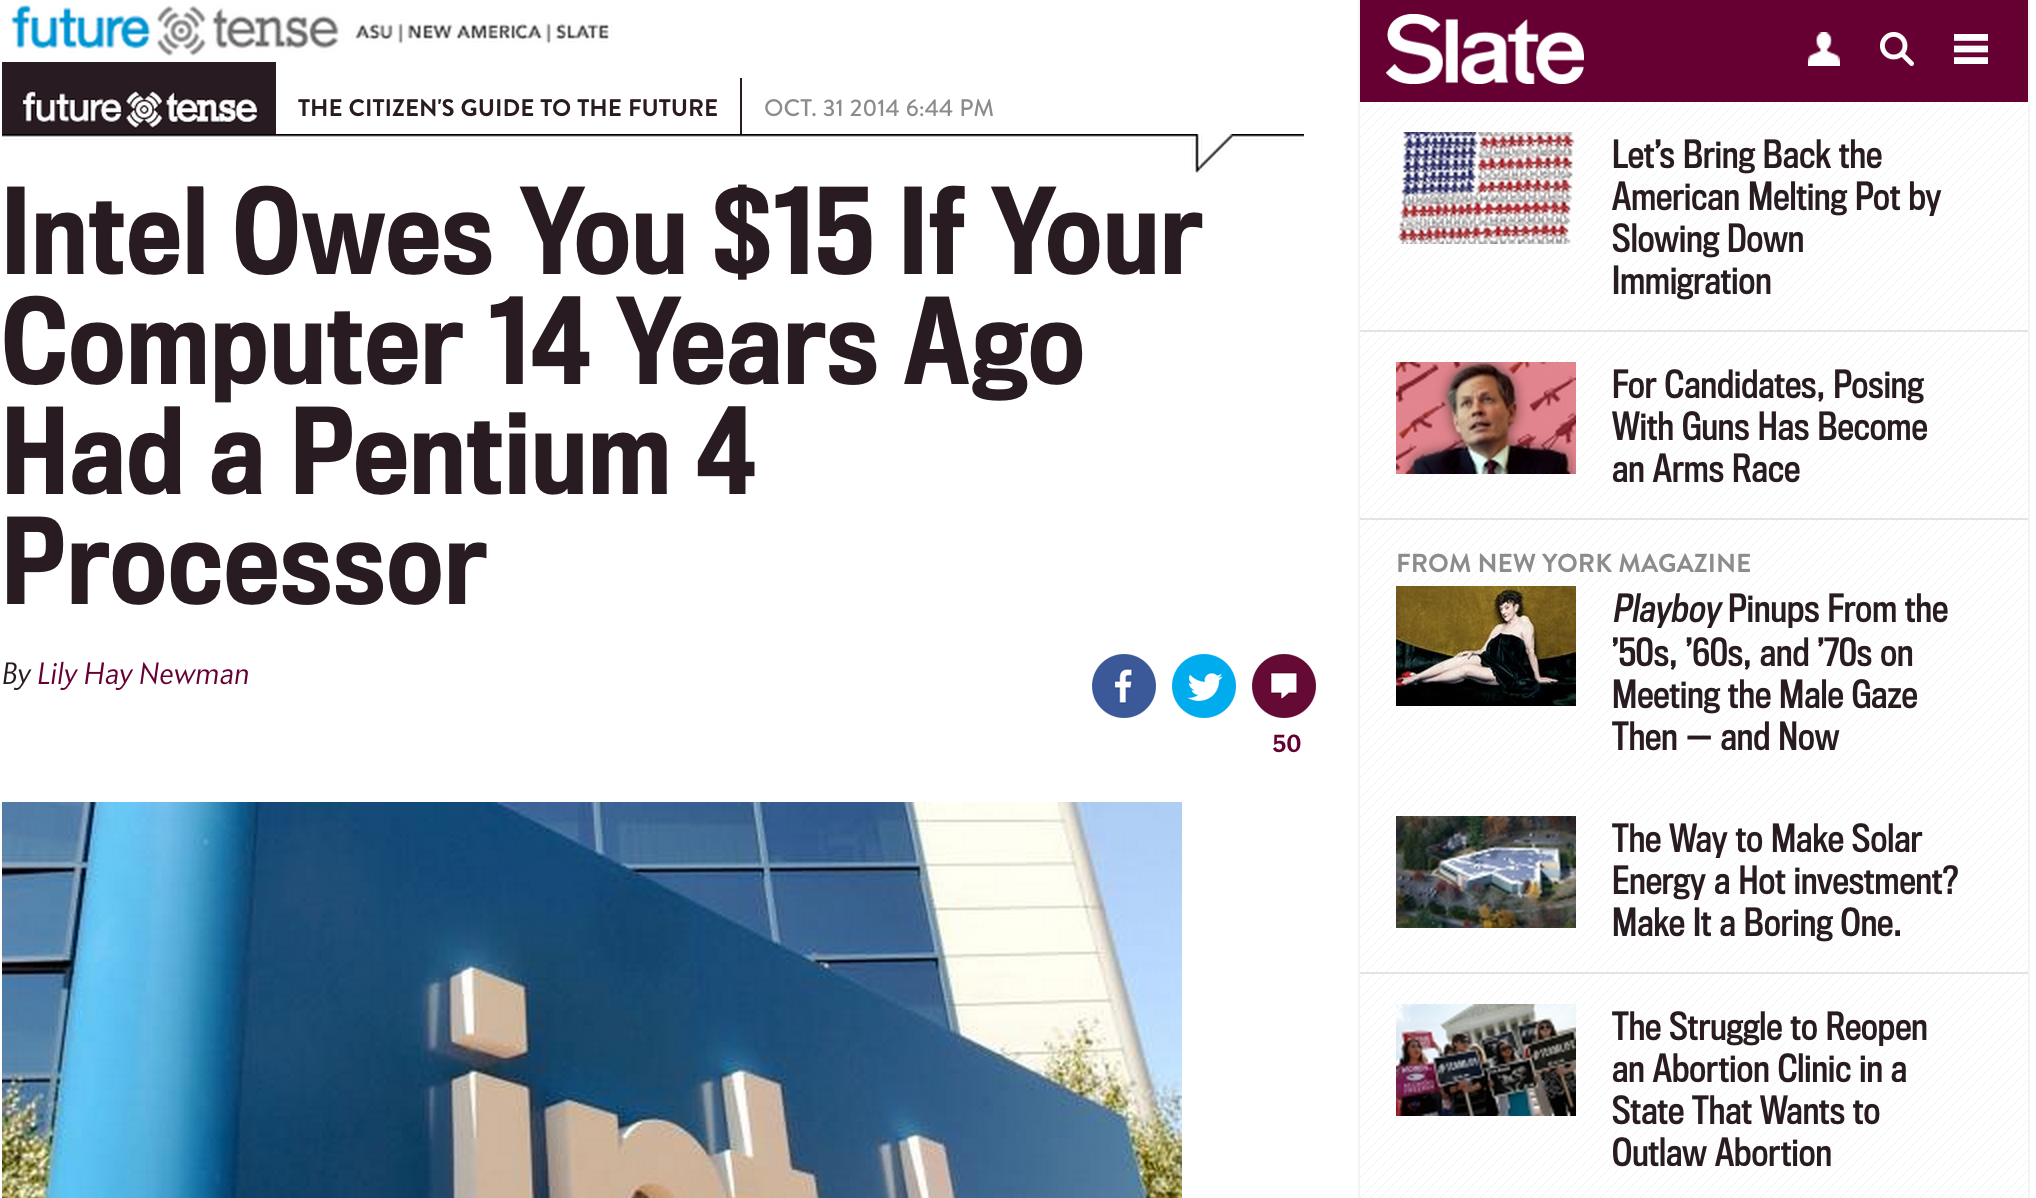 future tense ASU | NEW AMERICA | SLATE
future tense THE CITIZEN'S GUIDE TO THE FUTURE OCT. 31 2014 6:44 PM
Intel Owes You $15 If Your
Computer 14 Years Ago
Had a Pentium 4
Processor
By Lily Hay Newman
50
Slate
Let's Bring Back the
American Melting Pot by
Slowing Down
Immigration
For Candidates, Posing
With Guns Has Become
an Arms Race
FROM NEW YORK MAGAZINE
Playboy Pinups From the
'50s, '60s, and '70s on
Meeting the Male Gaze
Then — and Now
The Way to Make Solar
Energy a Hot investment?
Make It a Boring One.
The Struggle to Reopen
an Abortion Clinic in a
State That Wants to
Outlaw Abortion